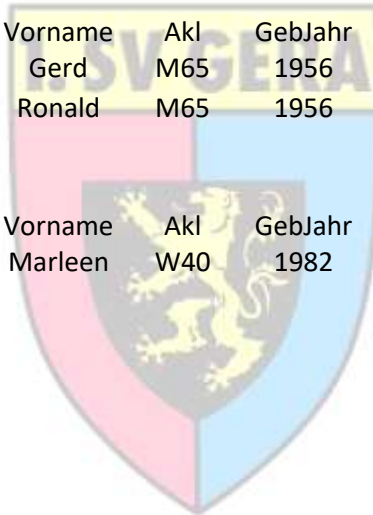 Vorname Akl GebJahr
1. SV GERA
Gerd M65 1956
Ronald M65 1956
Vorname Akl GebJahr
Marleen W40 1982